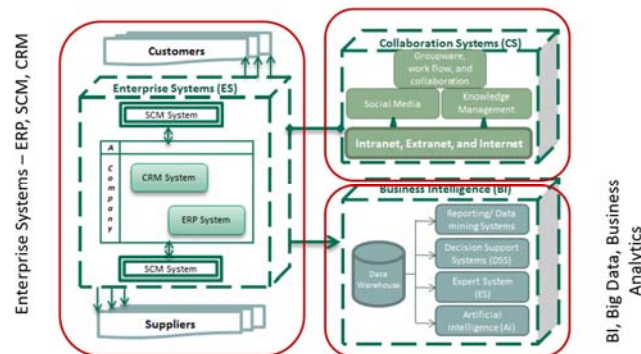 Enterprise Systems – ERP, SCM, CRM
Customers
Enterprise Systems (ES)
SCM System
A
Company
CRM System
ERP System
SCM System
Suppliers
Collaboration Systems (CS)
Groupware,
work flow, and
collaboration
Social Media
Knowledge
Management
Intranet, Extranet, and Internet
Business Intelligence (BI)
Data
Warehouse
Reporting/ Data
mining Systems
Decision Support
Systems (DSS)
Expert System
(ES)
Artificial
Intelligence (AI)
BI, Big Data, Business
Analytics